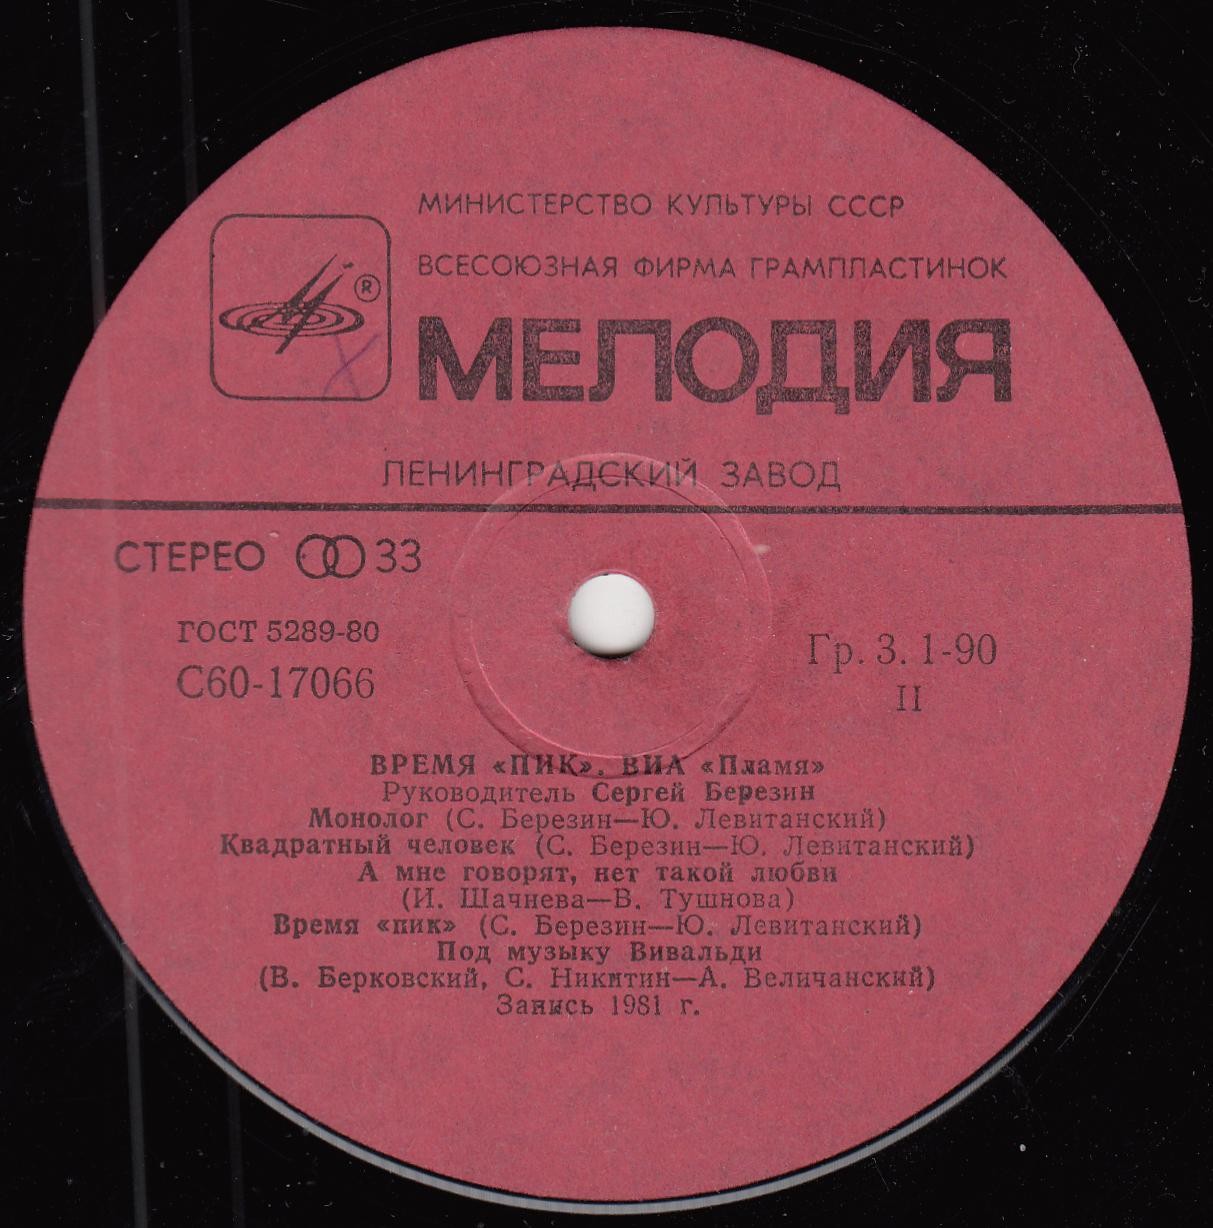 МИНИСТЕРСТВО КУЛЬТУРЫ СССР
ВСЕСОЮЗНАЯ ФИРМА ГРАМПЛАСТИНОК
®
МЕЛОДИЯ
ЛЕНИНГРАДСКИЙ ЗАВОД
СТЕРЕО 33
ГОСТ 5289-80
С60-17066
Гр. 3. 1-90
II
ВРЕМЯ «ПИК». ВИА «Пламя»
Руководитель Сергей Березин
Монолог (С. Березин—Ю. Левитанский)
Квадратный человек (С. Березин—Ю. Левитанский)
А мне говорят, нет такой любви
(И. Шачнева—В. Тушнова)
Время «пик» (С. Березин—Ю. Левитанский)
Под музыку Вивальди
(В. Берковский, С. Никитин—А. Величанский)
Запись 1981 г.